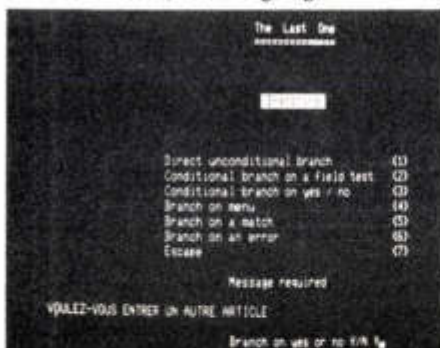 The Last One
Direct unconditional branch (1)
Conditional branch on a field test (2)
Conditional branch on yes / no (3)
Branch on menu (4)
Branch on a match (5)
Branch on an error (6)
Escape (7)
Message required
VOULEZ-VOUS ENTRER UN AUTRE ARTICLE
Branch on yes or no Y/N